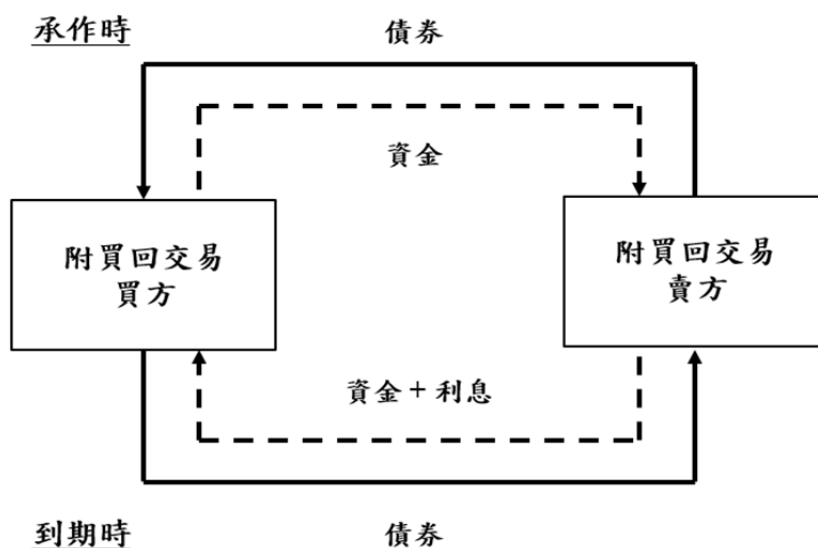 承作時
債券
資金
附買回交易
買方
附買回交易
賣方
資金＋利息
到期時
債券